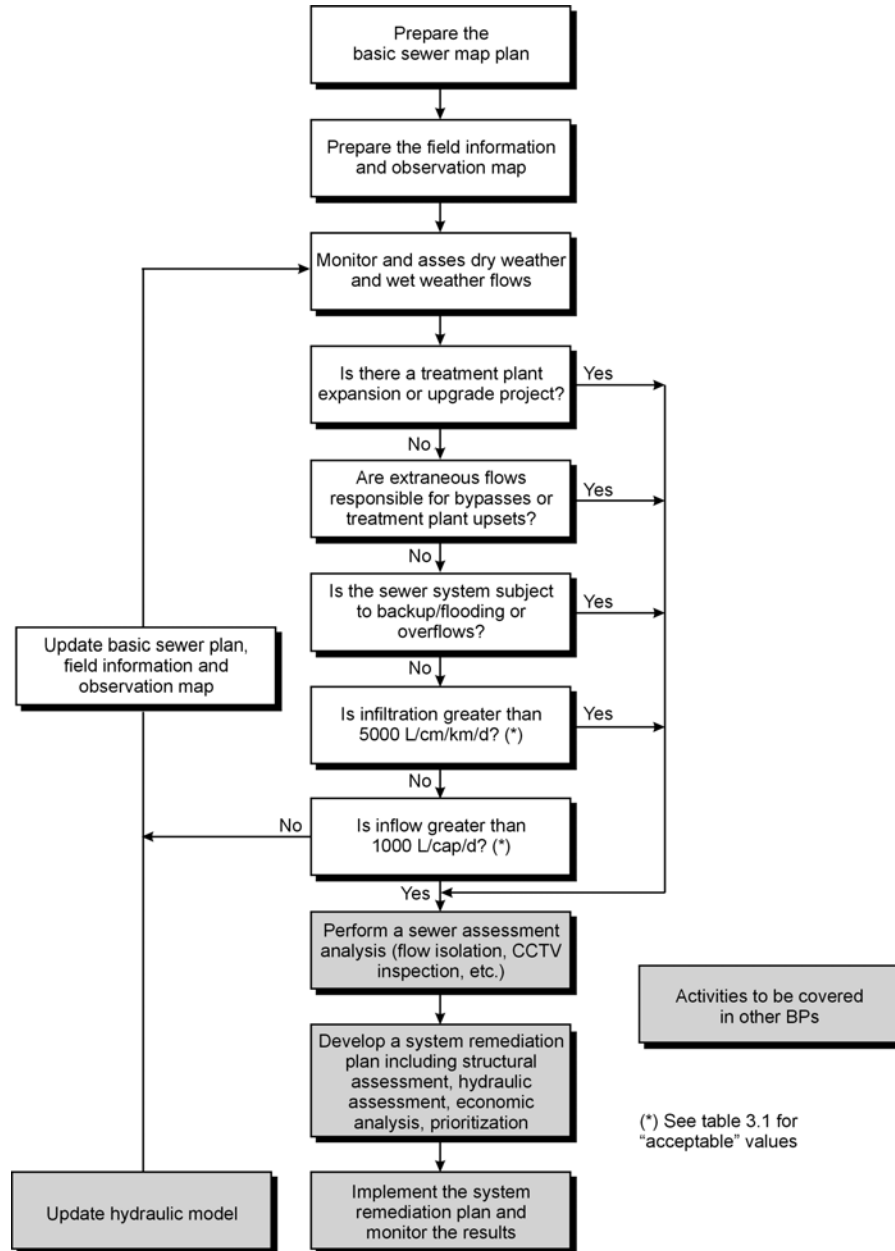 Prepare the
basic sewer map plan
Prepare the field information
and observation map
Monitor and asses dry weather
and wet weather flows
Is there a treatment plant
expansion or upgrade project?
Yes
No
Are extraneous flows
responsible for bypasses or
treatment plant upsets?
Yes
No
Is the sewer system subject
to backup/flooding or
overflows?
Yes
No
Update basic sewer plan,
field information and
observation map
Is infiltration greater than
5000 L/cm/km/d? (*)
Yes
No
No
Is inflow greater than
1000 L/cap/d? (*)
Yes
Perform a sewer assessment
analysis (flow isolation, CCTV
inspection, etc.)
Activities to be covered
in other BPs
Develop a system remediation
plan including structural
assessment, hydraulic
assessment, economic
analysis, prioritization
(*) See table 3.1 for
“acceptable” values
Update hydraulic model
Implement the system
remediation plan and
monitor the results